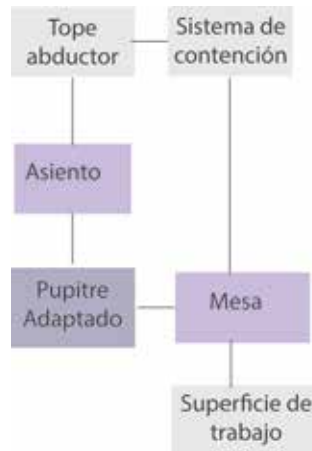 Tope
abductor
Sistema de
contención
Asiento
Pupitre
Adaptado
Mesa
Superficie de
trabajo